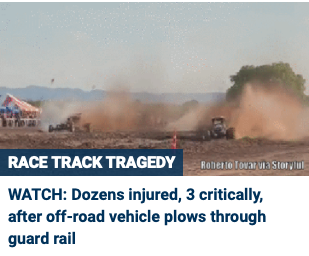 Roberto Tovar via Storyful
RACE TRACK TRAGEDY
WATCH: Dozens injured, 3 critically,
after off-road vehicle plows through
guard rail